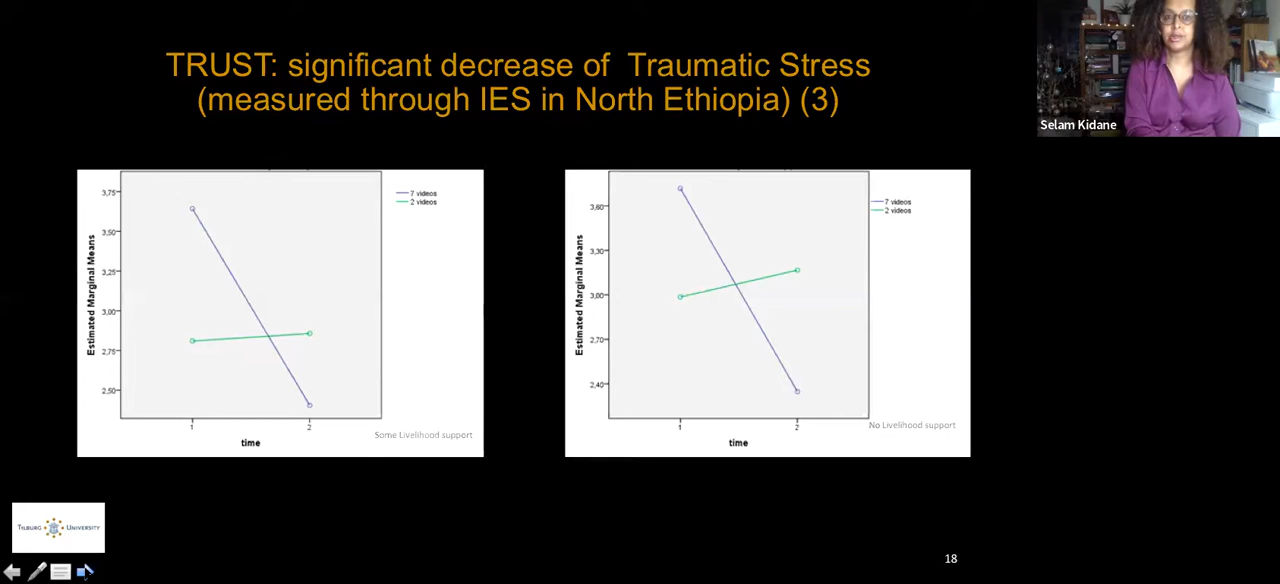 TRUST: significant decrease of Traumatic Stress
(measured through IES in North Ethiopia) (3)
Selam Kidane
7 videos
2 videos
3,75
3,50
3,25
3,00
2,75
2,50
Estimated Marginal Means
1
2
time
Some Livelihood support
7 videos
2 videos
3,60
3,30
3,00
2,70
2,40
Estimated Marginal Means
1
2
time
No Livelihood support
TILBURG UNIVERSITY
18